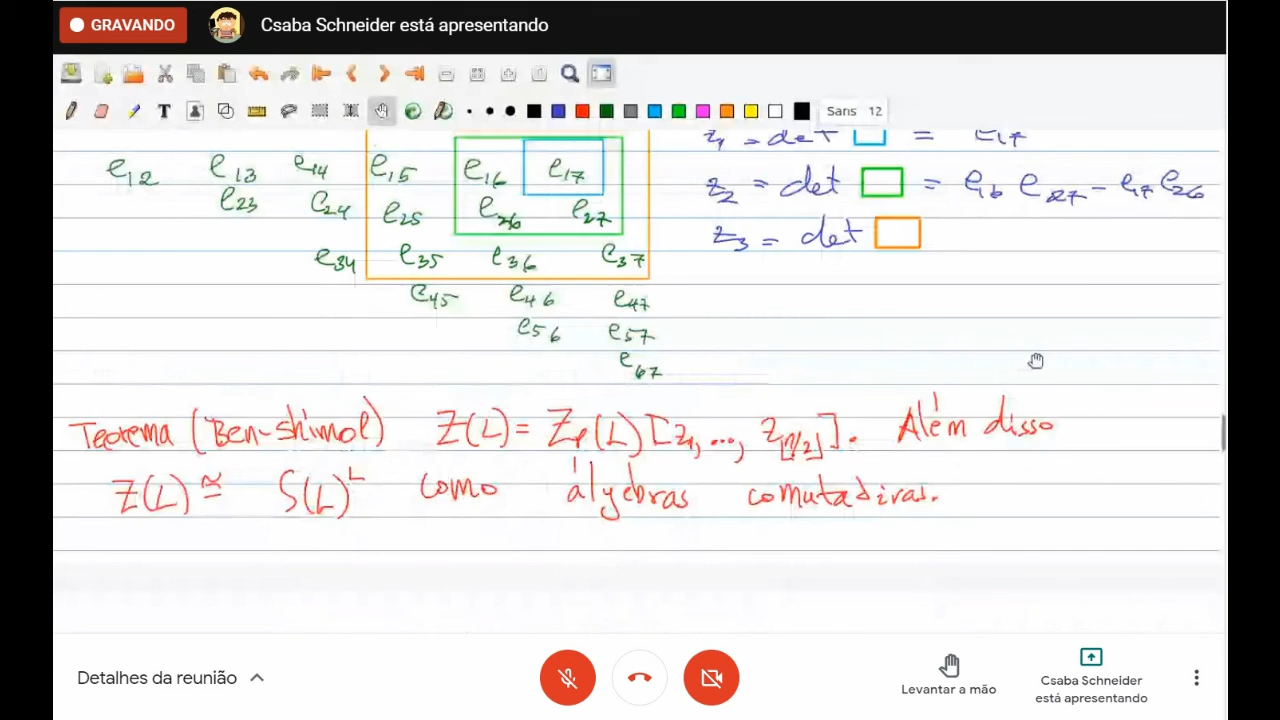 GRAVANDO Csaba Schneider está apresentando
Sans 12
e12 e13 e14 e15 e16 e17
e23 e24 e25 e26 e27
e34 e35 e36 e37
e45 e46 e47
e56 e57
e67
z1 = det = e17
z2 = det = e16 e27 - e17 e26
z3 = det
Teorema (Ben-Shimol) Z(L) = Zp(L)[z1, ..., z[n/2]]. Além disso
Z(L) ≅ S(L)^L como álgebras comutativas.
Detalhes da reunião
Levantar a mão
Csaba Schneider
está apresentando